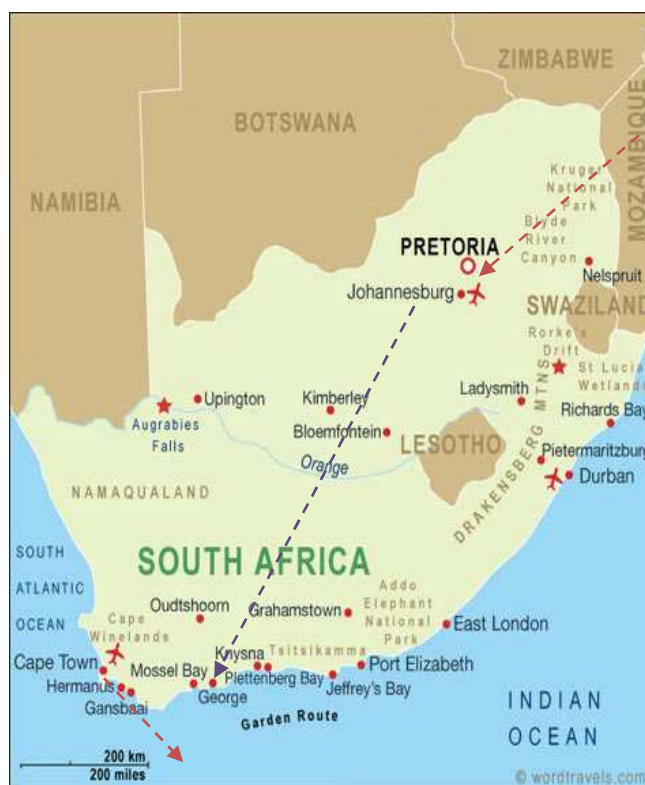 ZIMBABWE
BOTSWANA
MOZAMBIQUE
NAMIBIA
Kruger
National
Park
Blyde
River
Canyon
PRETORIA
Nelspruit
Johannesburg
SWAZILAND
Rorke's
Drift
St Lucia
Wetland
Upington
Kimberley
Ladysmith
Richards Bay
Augrabies
Falls
Bloemfontein
LESOTHO
DRAKENSBERG MTNS
Pietermaritzburg
Orange
Durban
NAMAQUALAND
SOUTH
ATLANTIC
OCEAN
SOUTH AFRICA
Oudtshoorn
Grahamstown
Addo
Elephant
National
Park
East London
Cape
Winelands
Cape Town
Knysna
Tsitsikamma
Mossel Bay
Plettenberg Bay
Port Elizabeth
Hermanus
George
Jeffrey's Bay
Gansbaai
Garden Route
INDIAN
OCEAN
200 km
200 miles
© wordtravels.com